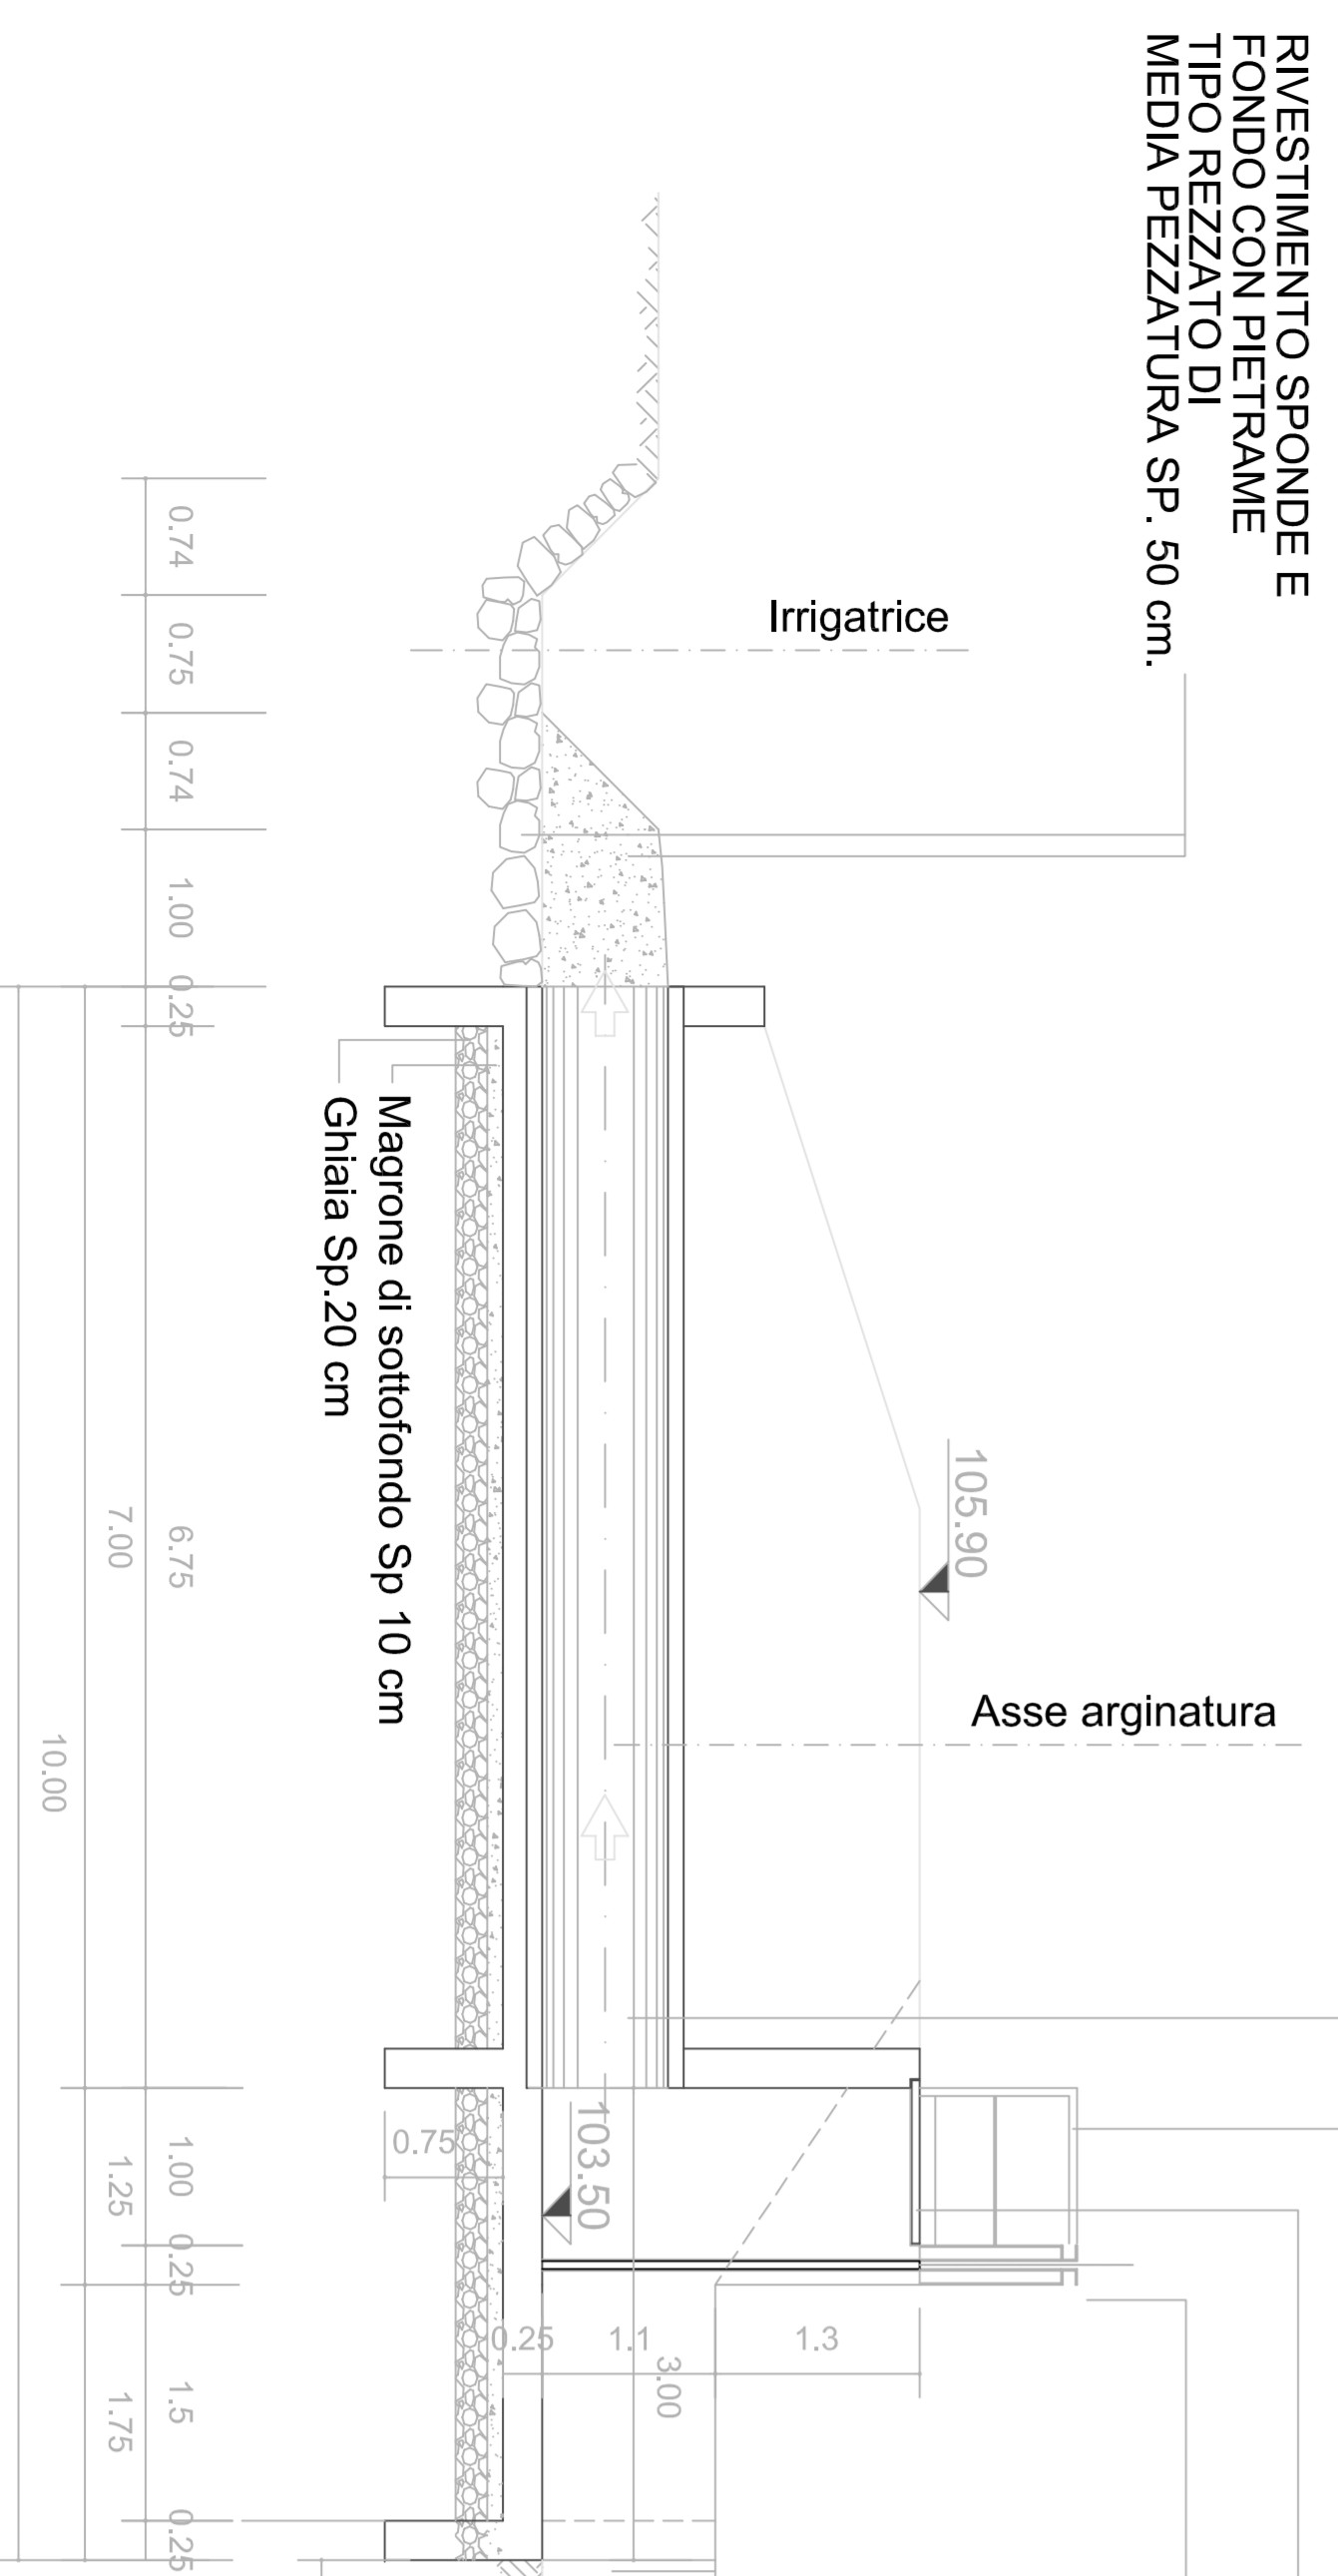 RIVESTIMENTO SPONDE E
FONDO CON PIETRAME
TIPO REZZATO DI
MEDIA PEZZATURA SP. 50 cm.
Irrigatrice
105.90
Asse arginatura
Magrone di sottofondo Sp 10 cm
Ghiaia Sp.20 cm
103.50
0.75
0.25
1.1
1.3
3.00
0.74
0.75
0.74
1.00
0.25
6.75
1.00
0.25
1.5
0.25
7.00
1.25
1.75
10.00